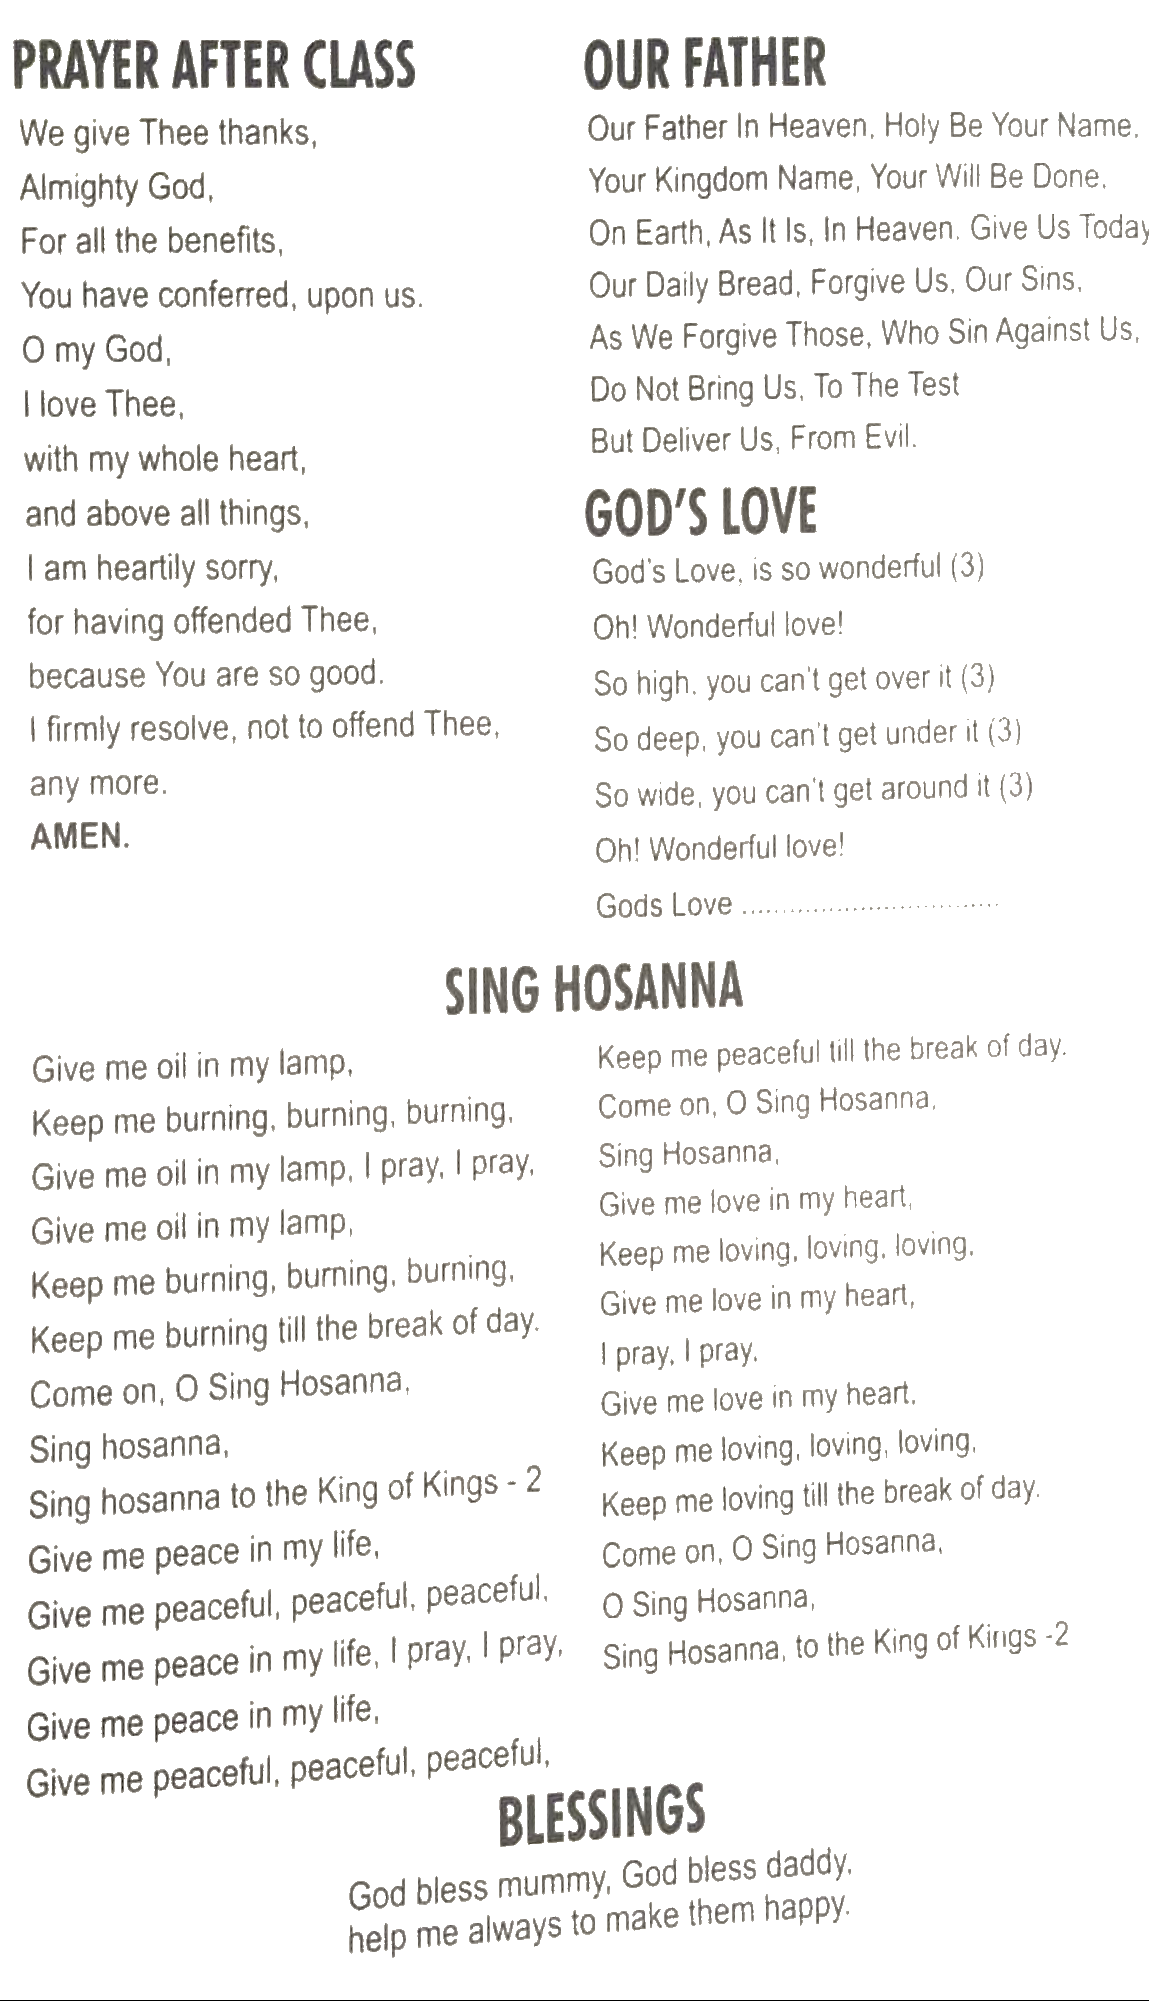 PRAYER AFTER CLASS
We give Thee thanks,
Almighty God,
For all the benefits,
You have conferred, upon us.
O my God,
I love Thee,
with my whole heart,
and above all things,
I am heartily sorry,
for having offended Thee,
because You are so good.
I firmly resolve, not to offend Thee,
any more.
AMEN.
OUR FATHER
Our Father In Heaven, Holy Be Your Name,
Your Kingdom Name, Your Will Be Done,
On Earth, As It Is, In Heaven. Give Us Today
Our Daily Bread, Forgive Us, Our Sins,
As We Forgive Those, Who Sin Against Us,
Do Not Bring Us, To The Test
But Deliver Us, From Evil.
GOD'S LOVE
God's Love, is so wonderful (3)
Oh! Wonderful love!
So high, you can't get over it (3)
So deep, you can't get under it (3)
So wide, you can't get around it (3)
Oh! Wonderful love!
Gods Love .................................
SING HOSANNA
Give me oil in my lamp,
Keep me burning, burning, burning,
Give me oil in my lamp, I pray, I pray,
Give me oil in my lamp,
Keep me burning, burning, burning,
Keep me burning till the break of day.
Come on, O Sing Hosanna,
Sing hosanna,
Sing hosanna to the King of Kings - 2
Give me peace in my life,
Give me peaceful, peaceful, peaceful,
Give me peace in my life, I pray, I pray,
Give me peace in my life,
Give me peaceful, peaceful, peaceful,
Keep me peaceful till the break of day.
Come on, O Sing Hosanna,
Sing Hosanna,
Give me love in my heart,
Keep me loving, loving, loving,
Give me love in my heart,
I pray, I pray,
Give me love in my heart,
Keep me loving, loving, loving,
Keep me loving till the break of day.
Come on, O Sing Hosanna,
O Sing Hosanna,
Sing Hosanna, to the King of Kings -2
BLESSINGS
God bless mummy, God bless daddy,
help me always to make them happy.